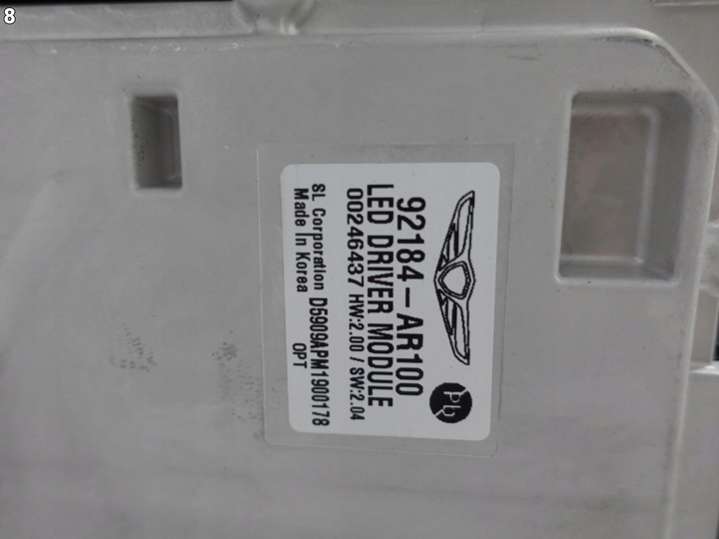 8
92184-AR100
LED DRIVER MODULE
00246437 HW:2.00 / SW:2.04
SL Corporation D5909APM1900178
Made In Korea OPT
Pb